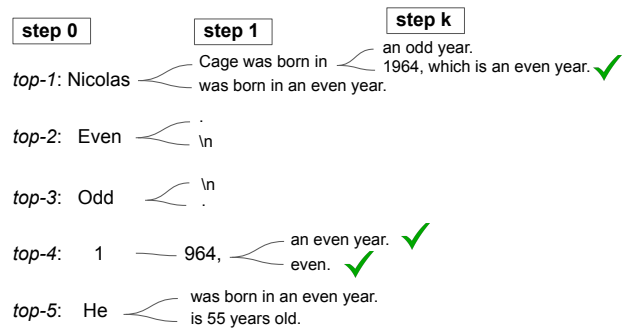 step 0
step 1
step k
top-1: Nicolas
Cage was born in
an odd year.
1964, which is an even year.
was born in an even year.
top-2: Even
.
\n
top-3: Odd
\n
.
top-4: 1
964,
an even year.
even.
top-5: He
was born in an even year.
is 55 years old.